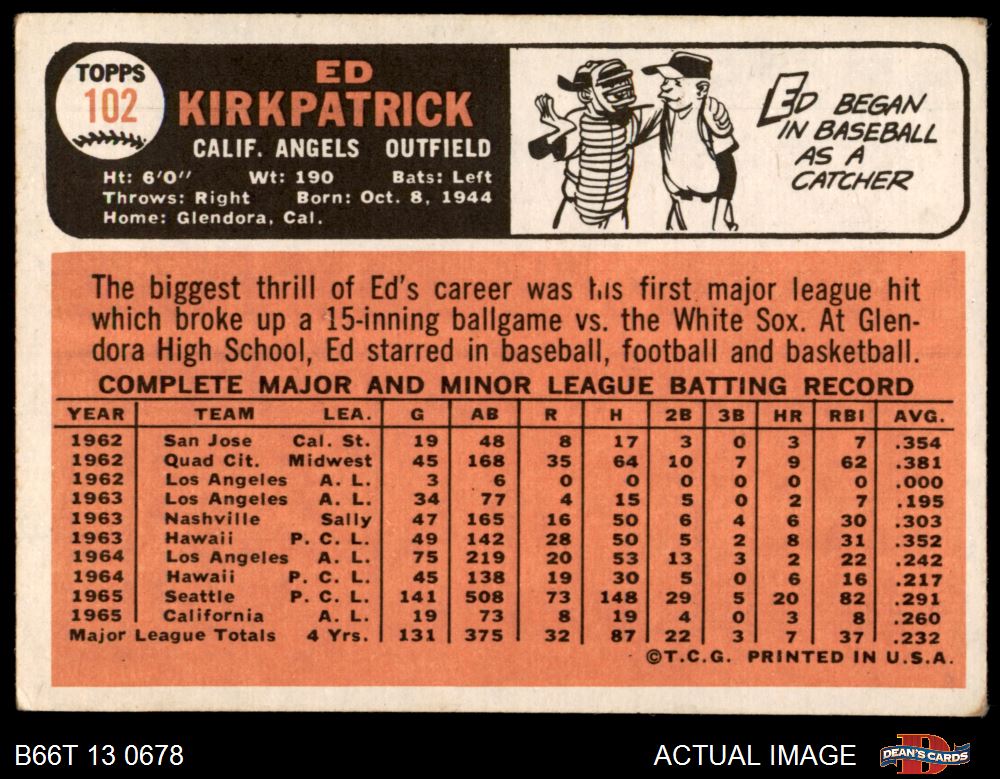 TOPPS
102
ED
KIRKPATRICK
CALIF. ANGELS OUTFIELD
Ht: 6'0" Wt: 190 Bats: Left
Throws: Right Born: Oct. 8, 1944
Home: Glendora, Cal.
ED BEGAN
IN BASEBALL
AS A
CATCHER
The biggest thrill of Ed's career was his first major league hit
which broke up a 15-inning ballgame vs. the White Sox. At Glen-
dora High School, Ed starred in baseball, football and basketball.
COMPLETE MAJOR AND MINOR LEAGUE BATTING RECORD
YEAR TEAM LEA. G AB R H 2B 3B HR RBI AVG.
1962 San Jose Cal. St. 19 48 8 17 3 0 3 7 .354
1962 Quad Cit. Midwest 45 168 35 64 10 7 9 62 .381
1962 Los Angeles A. L. 3 6 0 0 0 0 0 0 .000
1963 Los Angeles A. L. 34 77 4 15 5 0 2 7 .195
1963 Nashville Sally 47 165 16 50 6 4 6 30 .303
1963 Hawaii P. C. L. 49 142 28 50 5 2 8 31 .352
1964 Los Angeles A. L. 75 219 20 53 13 3 2 22 .242
1964 Hawaii P. C. L. 45 138 19 30 5 0 6 16 .217
1965 Seattle P. C. L. 141 508 73 148 29 5 20 82 .291
1965 California A. L. 19 73 8 19 4 0 3 8 .260
Major League Totals 4 Yrs. 131 375 32 87 22 3 7 37 .232
©T.C.G. PRINTED IN U.S.A.
B66T 13 0678 ACTUAL IMAGE DEAN'S CARDS